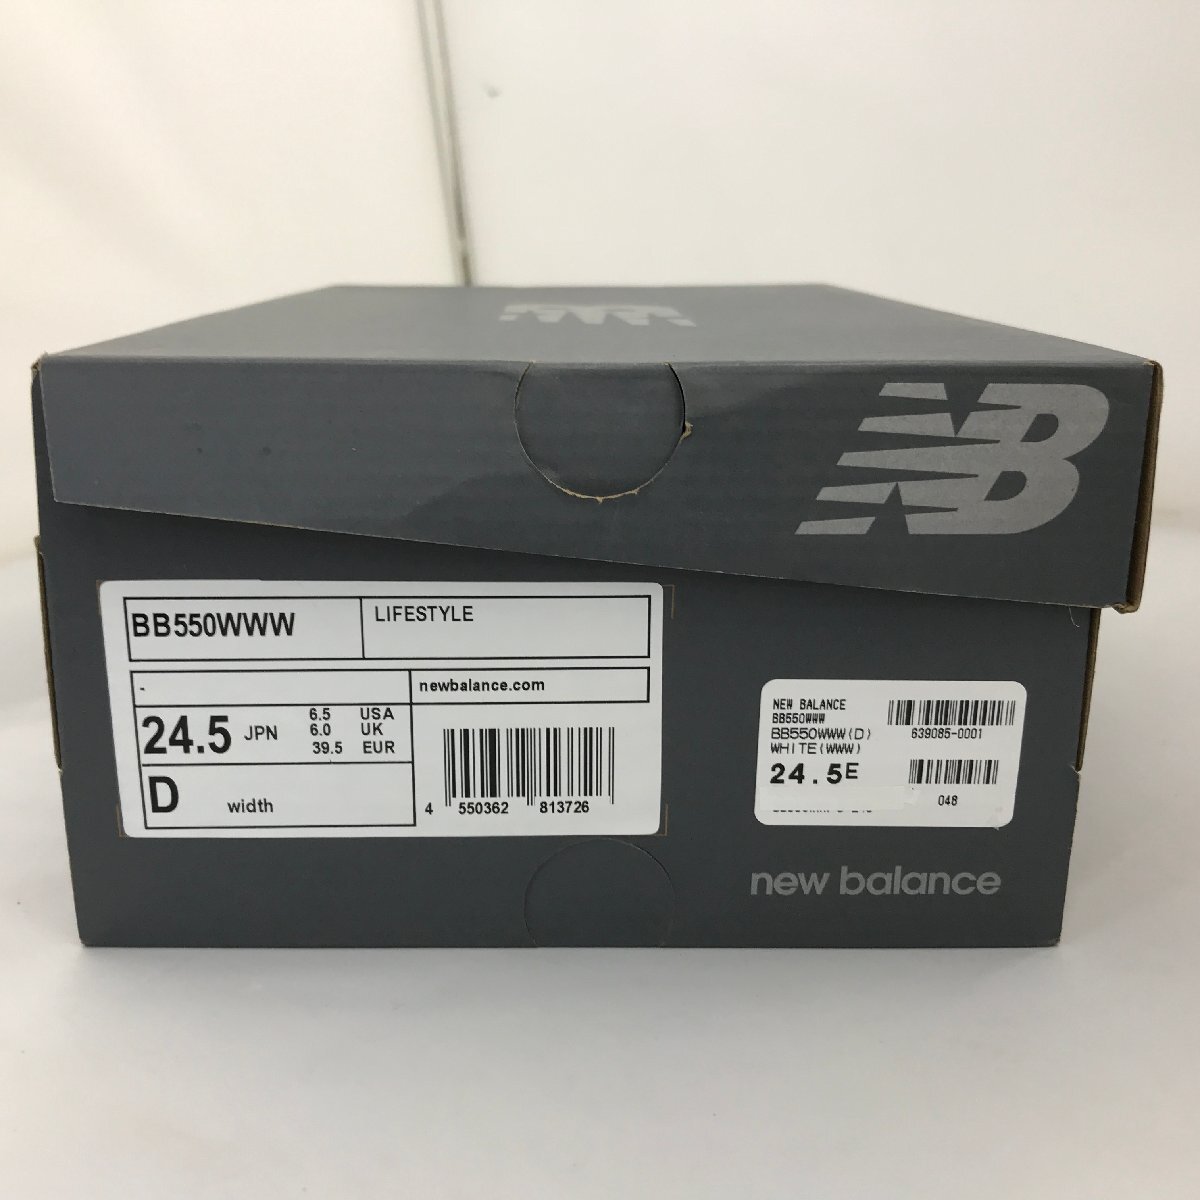 NB
BB550WWW
LIFESTYLE
-
newbalance.com
24.5 JPN
6.5 USA
6.0 UK
39.5 EUR
D width
4 550362 813726
NEW BALANCE
BB550WWW
BB550WWW(D)
WHITE(WWW)
639085-0001
24.5E
048
new balance